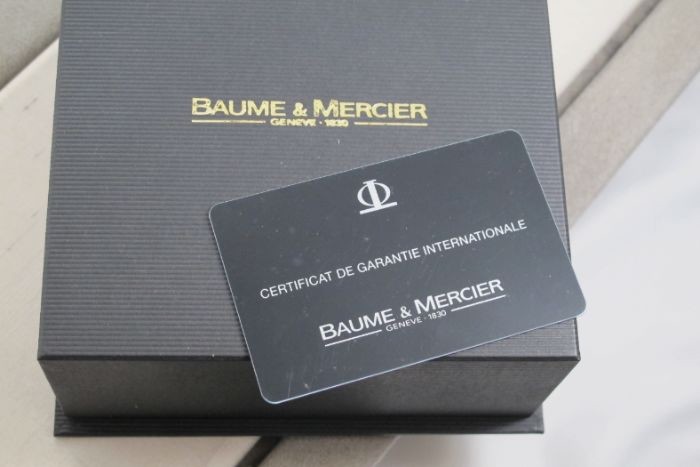 BAUME & MERCIER
GENEVE · 1830
CERTIFICAT DE GARANTIE INTERNATIONALE
BAUME & MERCIER
GENEVE · 1830